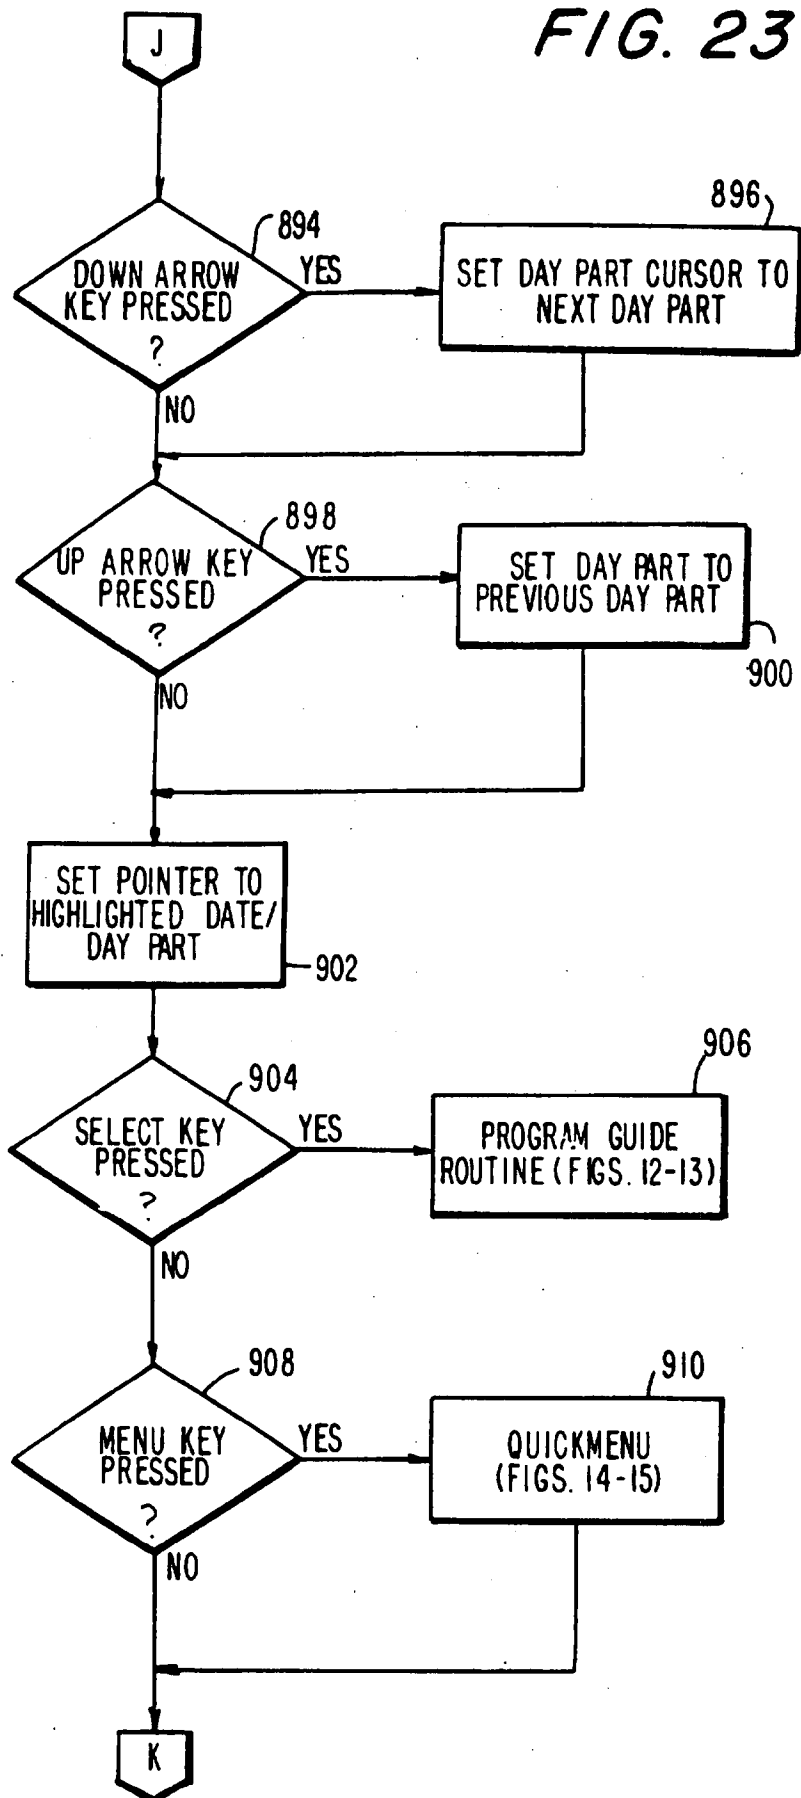 FIG. 23
J
894
DOWN ARROW
KEY PRESSED
?
YES
NO
896
SET DAY PART CURSOR TO
NEXT DAY PART
898
UP ARROW KEY
PRESSED
?
YES
NO
SET DAY PART TO
PREVIOUS DAY PART
900
SET POINTER TO
HIGHLIGHTED DATE/
DAY PART
902
904
SELECT KEY
PRESSED
?
YES
NO
906
PROGRAM GUIDE
ROUTINE (FIGS. 12-13)
908
MENU KEY
PRESSED
?
YES
NO
910
QUICKMENU
(FIGS. 14-15)
K